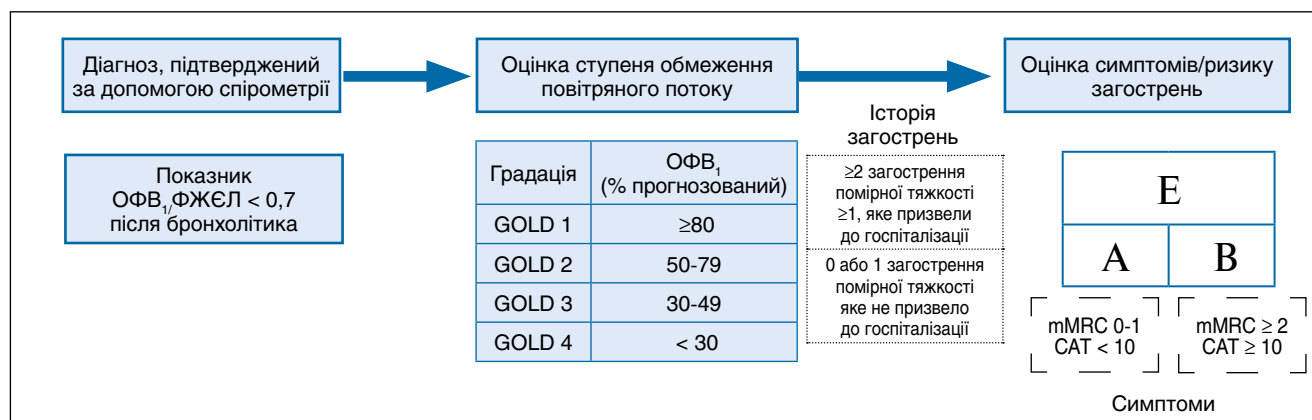 Діагноз, підтверджений
за допомогою спірометрії
Оцінка ступеня обмеження
повітряного потоку
Оцінка симптомів/ризику
загострень
Показник
ОФВ₁/ФЖЄЛ < 0,7
після бронхолітика
Градація
ОФВ₁
(% прогнозований)
GOLD 1
≥80
GOLD 2
50-79
GOLD 3
30-49
GOLD 4
< 30
Історія
загострень
≥2 загострення
помірної тяжкості
≥1, яке призвели
до госпіталізації
0 або 1 загострення
помірної тяжкості
яке не призвело
до госпіталізації
E
A
B
mMRC 0-1
CAT < 10
mMRC ≥ 2
CAT ≥ 10
Симптоми